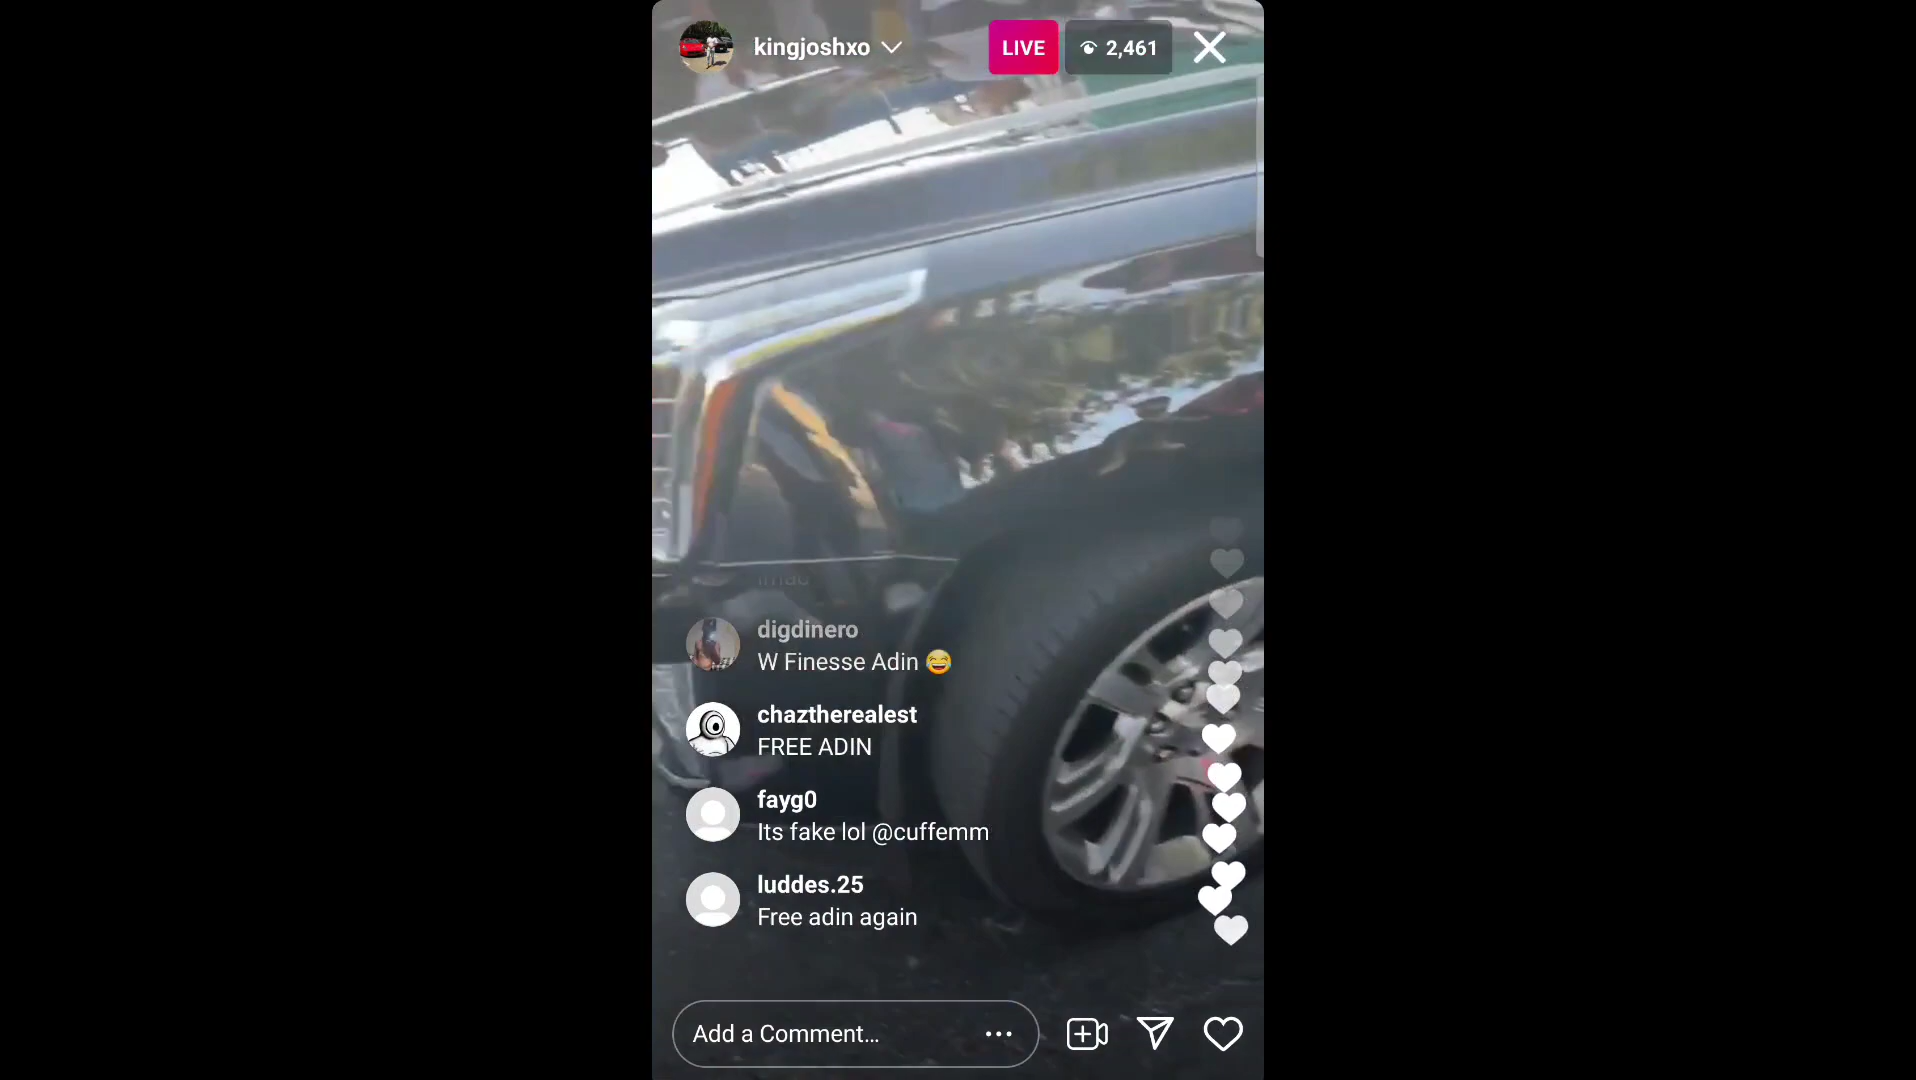 kingjoshxo
LIVE
2,461
lmao
digdinero
W Finesse Adin 😂
chaztherealest
FREE ADIN
fayg0
Its fake lol @cuffemm
luddes.25
Free adin again
Add a Comment...